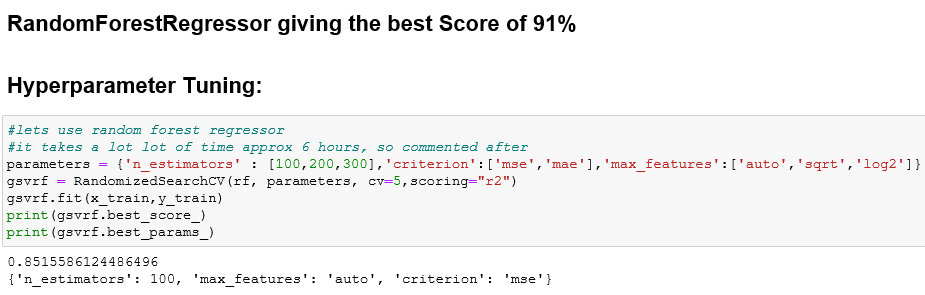 RandomForestRegressor giving the best Score of 91%
Hyperparameter Tuning:
#lets use random forest regressor
#it takes a lot lot of time approx 6 hours, so commented after
parameters = {'n_estimators' : [100,200,300],'criterion':['mse','mae'],'max_features':['auto','sqrt','log2']}
gsvrf = RandomizedSearchCV(rf, parameters, cv=5,scoring="r2")
gsvrf.fit(x_train,y_train)
print(gsvrf.best_score_)
print(gsvrf.best_params_)
0.8515586124486496
{'n_estimators': 100, 'max_features': 'auto', 'criterion': 'mse'}